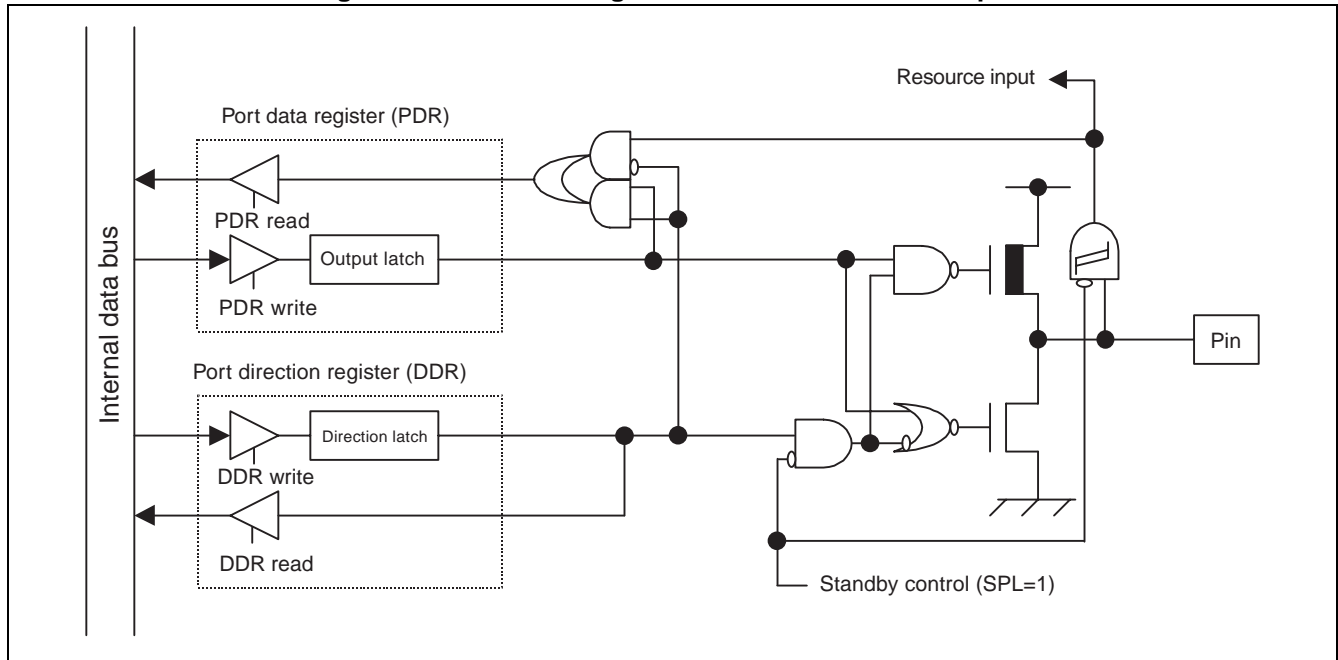 Resource input
Port data register (PDR)
PDR read
Output latch
PDR write
Internal data bus
Pin
Port direction register (DDR)
Direction latch
DDR write
DDR read
Standby control (SPL=1)